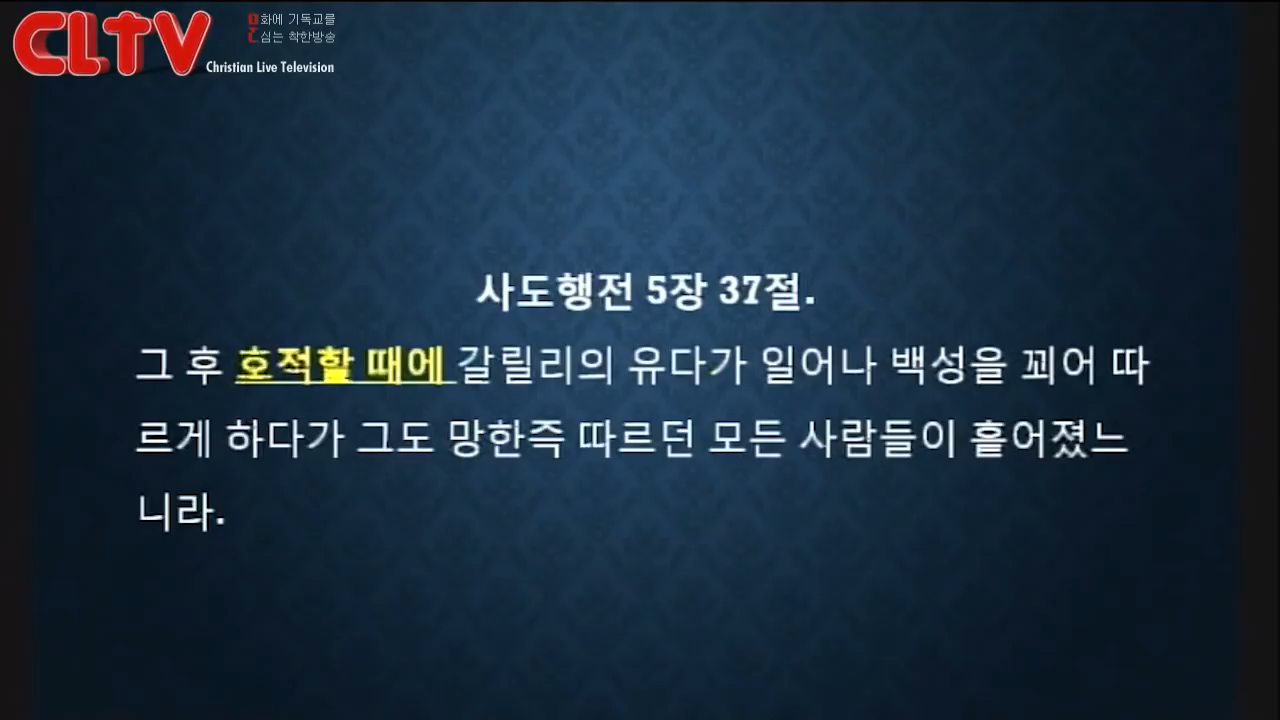 CLTV
문화에 기독교를
심는 착한방송
Christian Live Television
사도행전 5장 37절.
그 후 호적할 때에 갈릴리의 유다가 일어나 백성을 꾀어 따
르게 하다가 그도 망한즉 따르던 모든 사람들이 흩어졌느
니라.